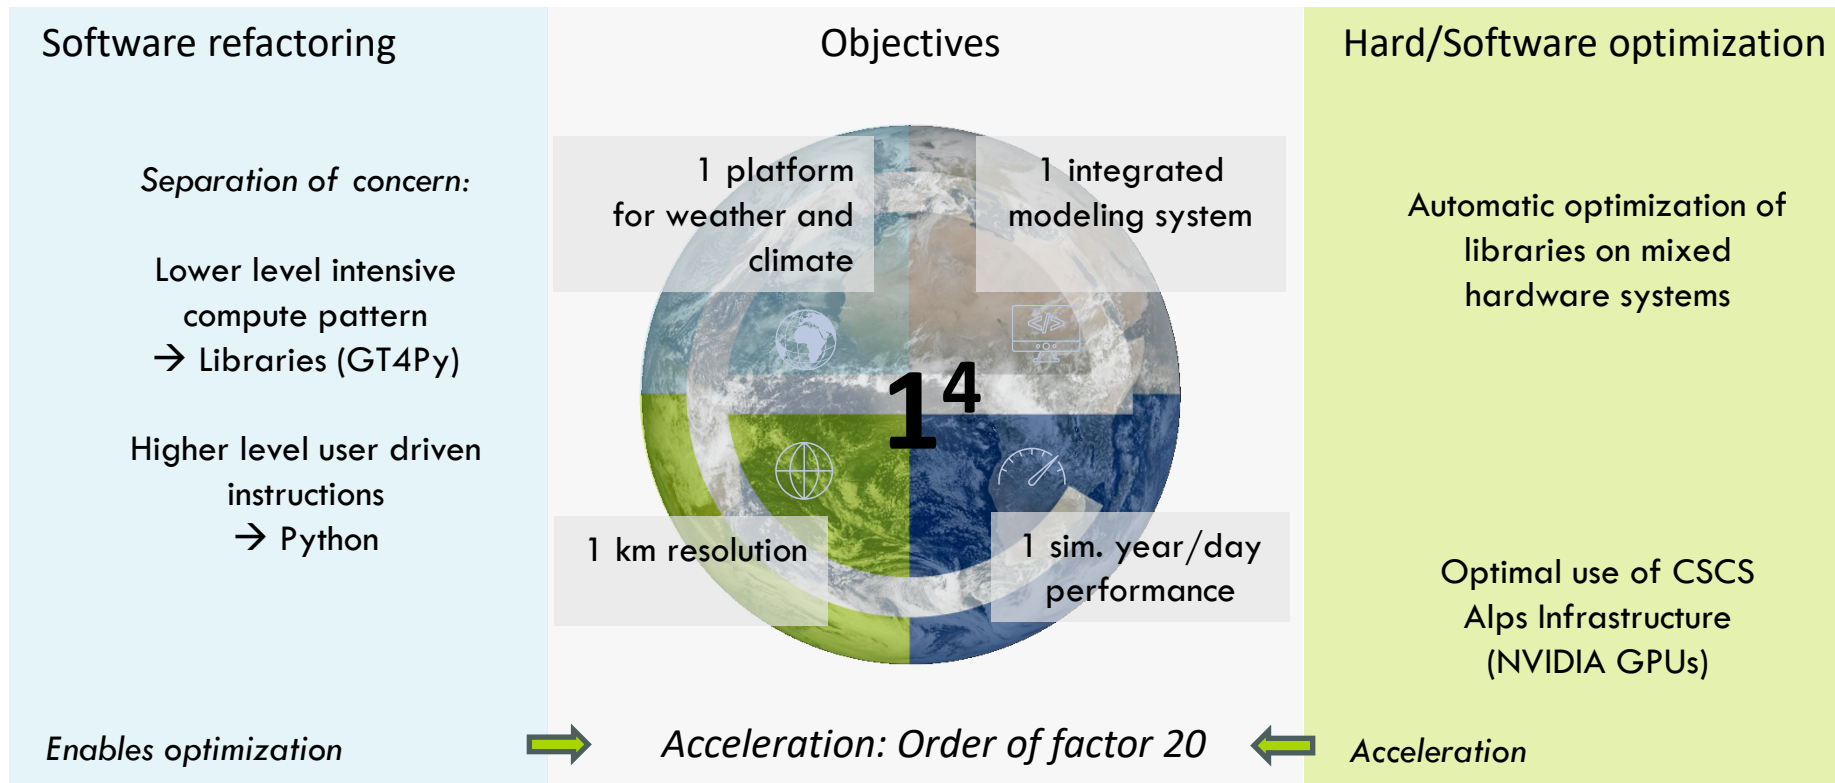 Software refactoring
Separation of concern:
Lower level intensive
compute pattern
→ Libraries (GT4Py)
Higher level user driven
instructions
→ Python
Enables optimization
Objectives
1 platform
for weather and
climate
1 integrated
modeling system
</>
1⁴
1 km resolution
1 sim. year/day
performance
Acceleration: Order of factor 20
Hard/Software optimization
Automatic optimization of
libraries on mixed
hardware systems
Optimal use of CSCS
Alps Infrastructure
(NVIDIA GPUs)
Acceleration